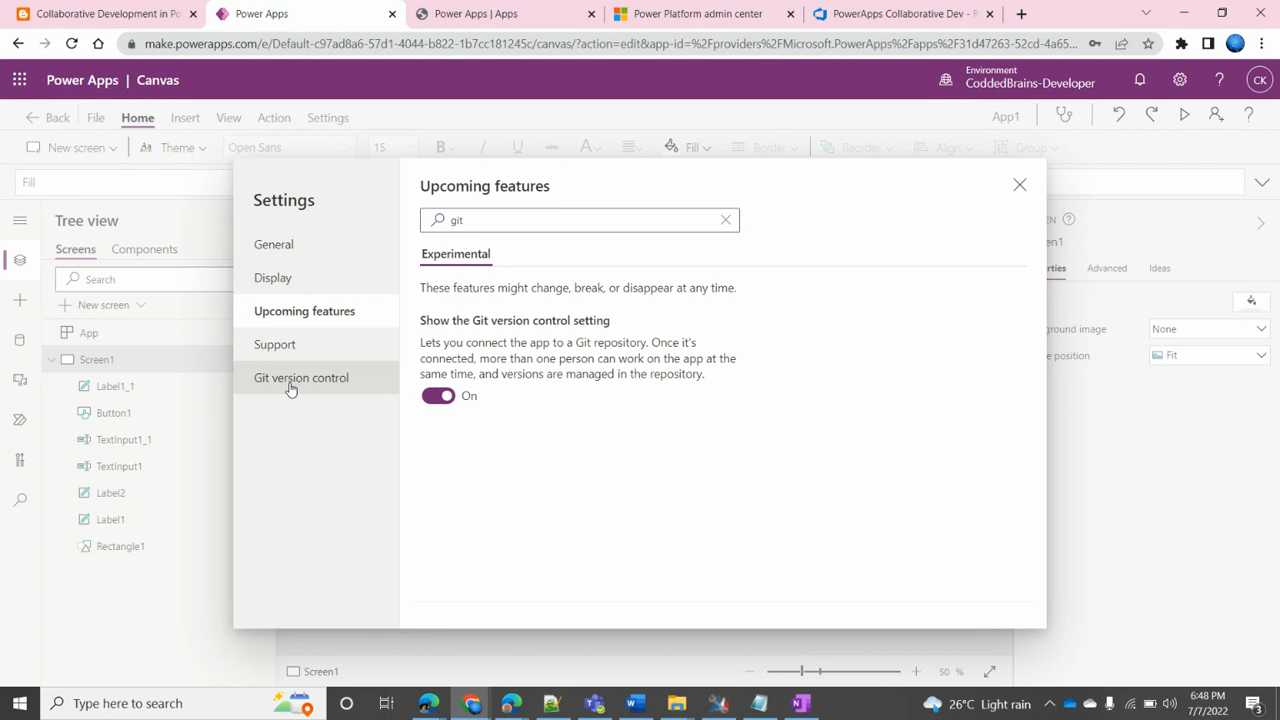 Collaborative Development in Po
Power Apps
Power Apps | Apps
Power Platform admin center
PowerApps Collaborative Dev - R
make.powerapps.com/e/Default-c97ad8a6-57d1-4044-b822-1b7c181245c/canvas/?action=edit&app-id=%2Fproviders%2FMicrosoft.PowerApps%2Fapps%2F31d47263-52cd-4a65...
Power Apps | Canvas
Environment
CoddedBrains-Developer
CK
Back
File
Home
Insert
View
Action
Settings
App1
New screen
Theme
Open Sans
15
B
Fill
Border
Reorder
Align
Group
Fill
Tree view
Screens
Components
Search
New screen
App
Screen1
Label1_1
Button1
TextInput1_1
TextInput1
Label2
Label1
Rectangle1
Settings
General
Display
Upcoming features
Support
Git version control
Upcoming features
git
Experimental
These features might change, break, or disappear at any time.
Show the Git version control setting
Lets you connect the app to a Git repository. Once it's
connected, more than one person can work on the app at the
same time, and versions are managed in the repository.
On
EN
en1
rties
Advanced
Ideas
ground image
None
e position
Fit
Screen1
50 %
Type here to search
26°C Light rain
6:48 PM
7/7/2022
3